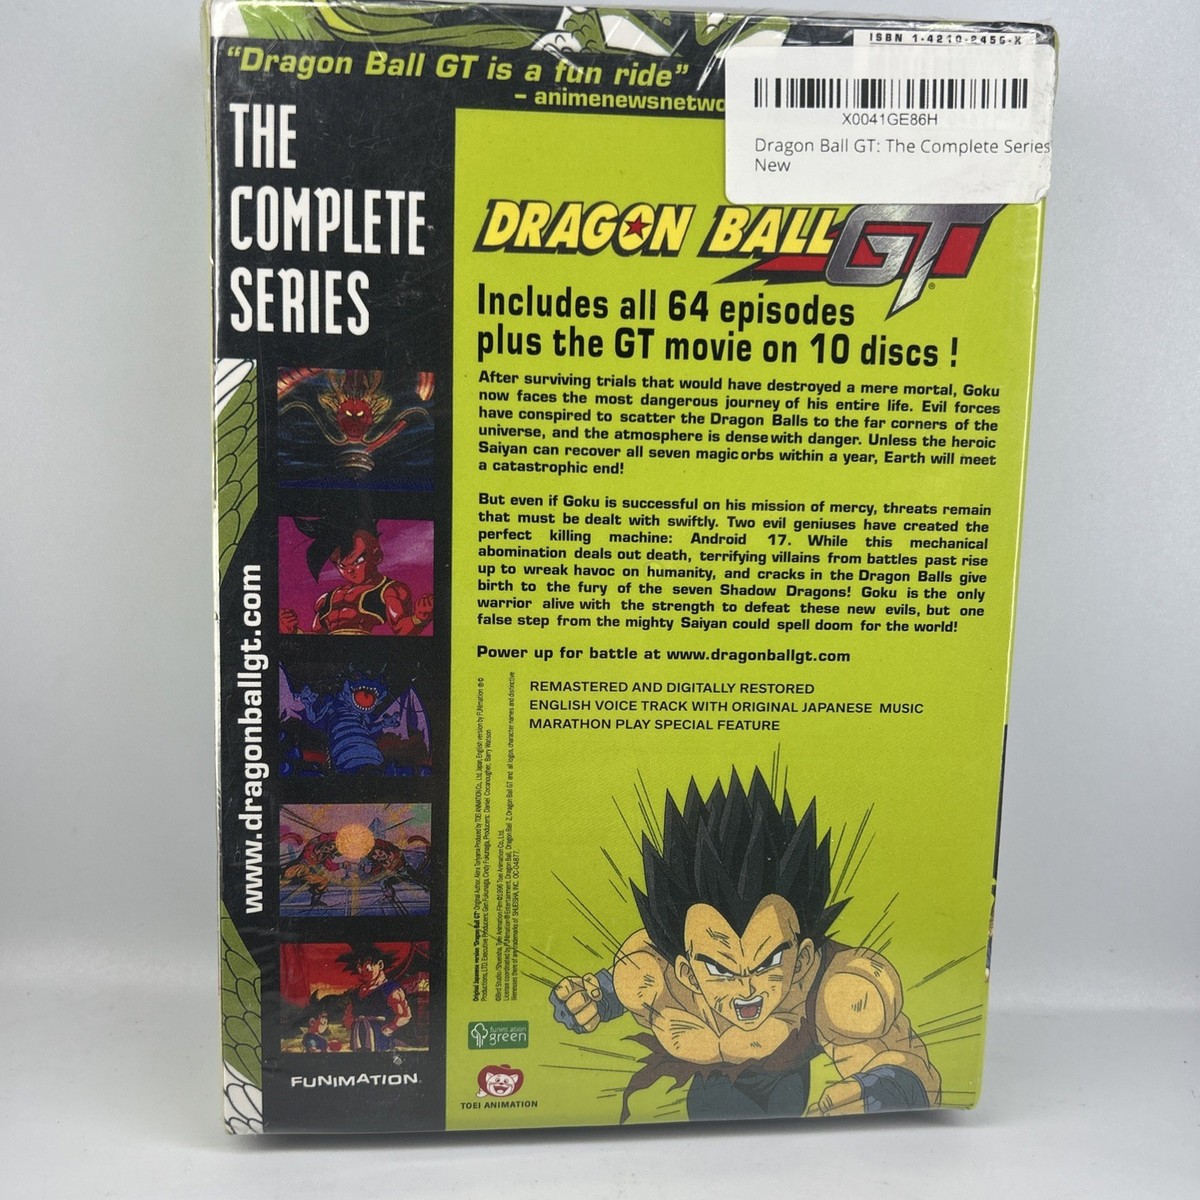 ISBN 1-4210-2456-X
"Dragon Ball GT is a fun ride"
– animenewsnetwo
X0041GE86H
Dragon Ball GT: The Complete Series
New
THE
COMPLETE
SERIES
DRAGON BALL GT
Includes all 64 episodes
plus the GT movie on 10 discs !
After surviving trials that would have destroyed a mere mortal, Goku
now faces the most dangerous journey of his entire life. Evil forces
have conspired to scatter the Dragon Balls to the far corners of the
universe, and the atmosphere is dense with danger. Unless the heroic
Saiyan can recover all seven magic orbs within a year, Earth will meet
a catastrophic end!
But even if Goku is successful on his mission of mercy, threats remain
that must be dealt with swiftly. Two evil geniuses have created the
perfect killing machine: Android 17. While this mechanical
abomination deals out death, terrifying villains from battles past rise
up to wreak havoc on humanity, and cracks in the Dragon Balls give
birth to the fury of the seven Shadow Dragons! Goku is the only
warrior alive with the strength to defeat these new evils, but one
false step from the mighty Saiyan could spell doom for the world!
Power up for battle at www.dragonballgt.com
REMASTERED AND DIGITALLY RESTORED
ENGLISH VOICE TRACK WITH ORIGINAL JAPANESE MUSIC
MARATHON PLAY SPECIAL FEATURE
www.dragonballgt.com
funimation
green
TOEI ANIMATION
FUNIMATION